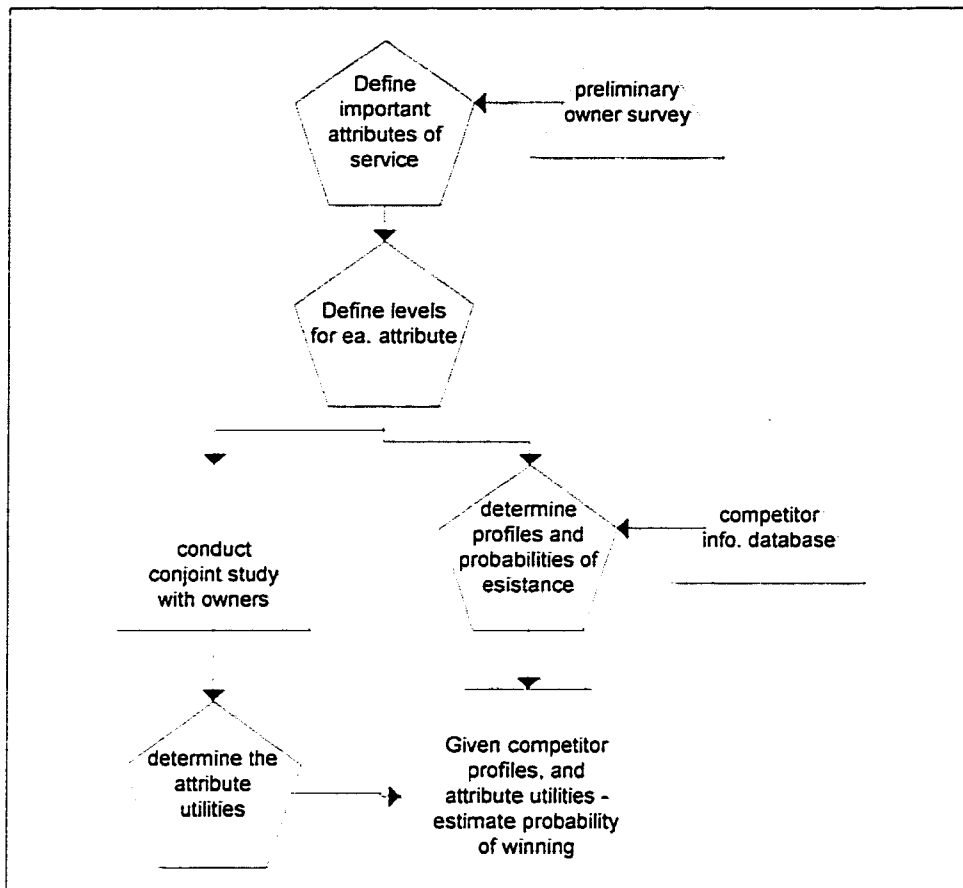 Define
important
attributes of
service
preliminary
owner survey
Define levels
for ea. attribute
conduct
conjoint study
with owners
determine
profiles and
probabilities of
esistance
competitor
info. database
determine the
attribute
utilities
Given competitor
profiles, and
attribute utilities -
estimate probability
of winning